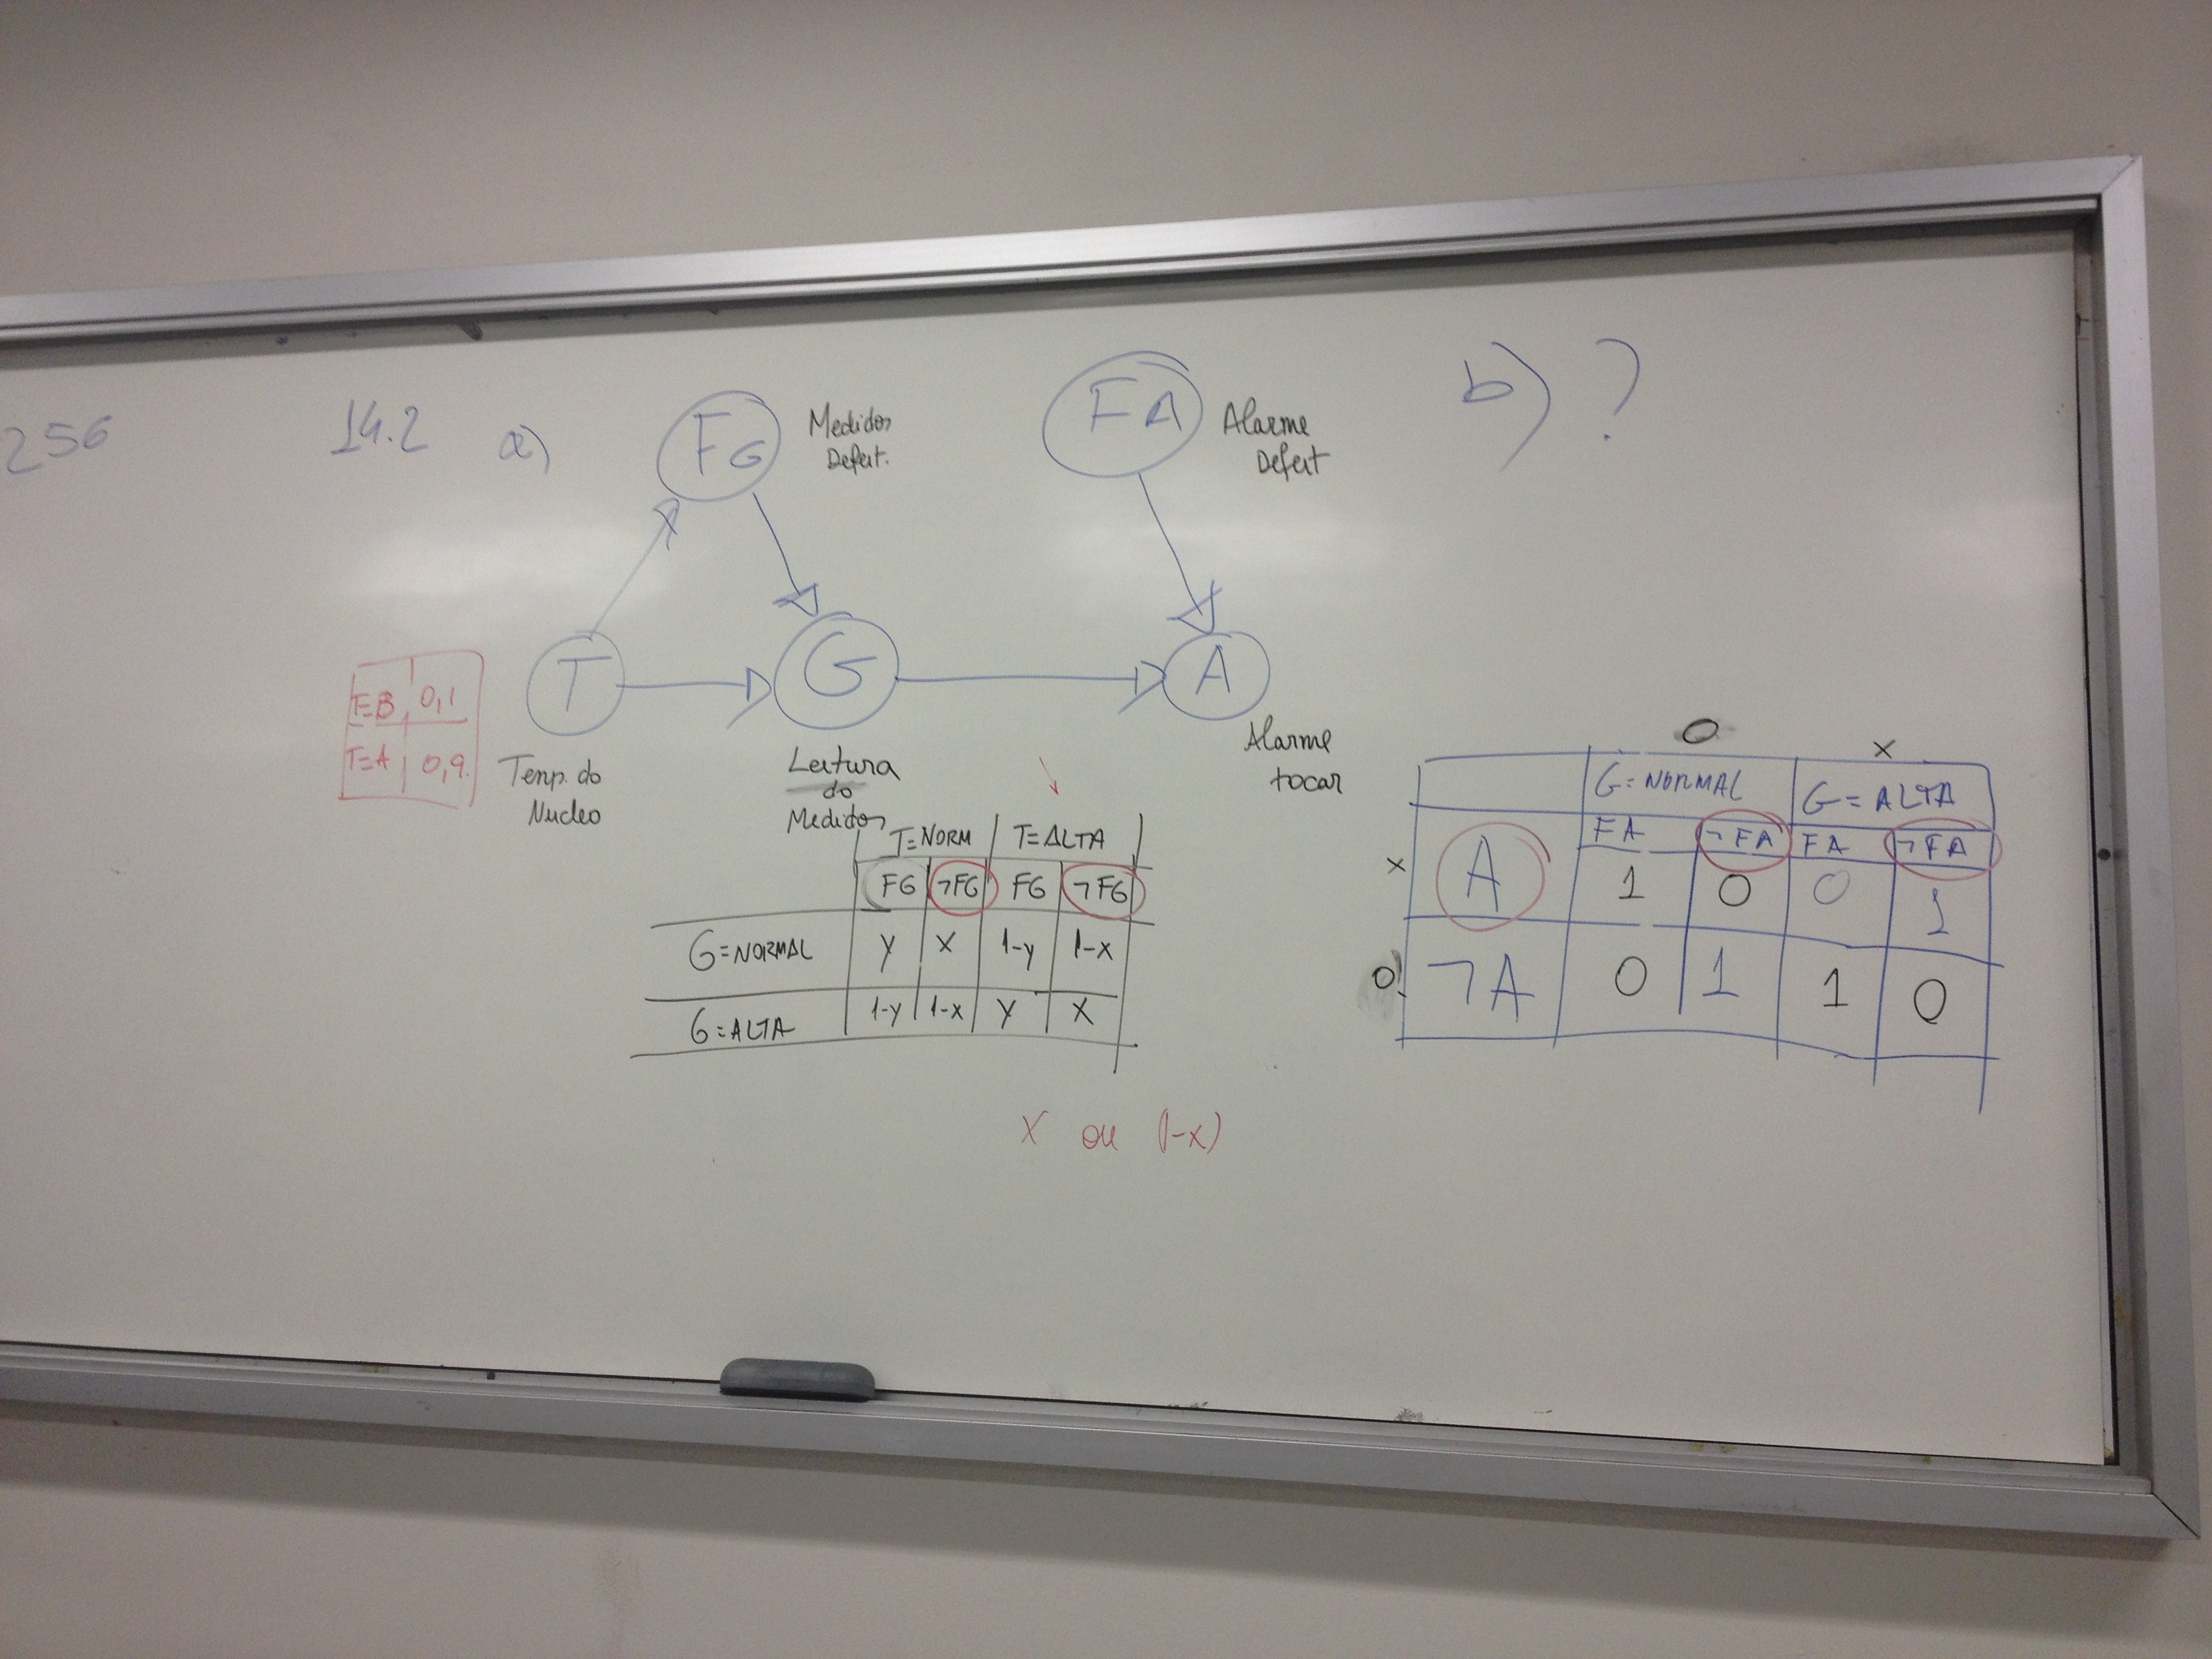 256
14.2 a)
FG
Medidor
Defeit.
FA
Alarme
Defeit
b) ?
T=B 0,1
T=A 0,9.
T
Temp. do
Nucleo
G
Leitura
do
Medidor
A
Alarme
tocar
T=NORM T=ALTA
FG ¬FG FG ¬FG
G=NORMAL y x 1-y 1-x
G=ALTA 1-y 1-x y x
x ou (1-x)
0 x
G=NORMAL G=ALTA
FA ¬FA FA ¬FA
x A 1 0 0 1
0 ¬A 0 1 1 0